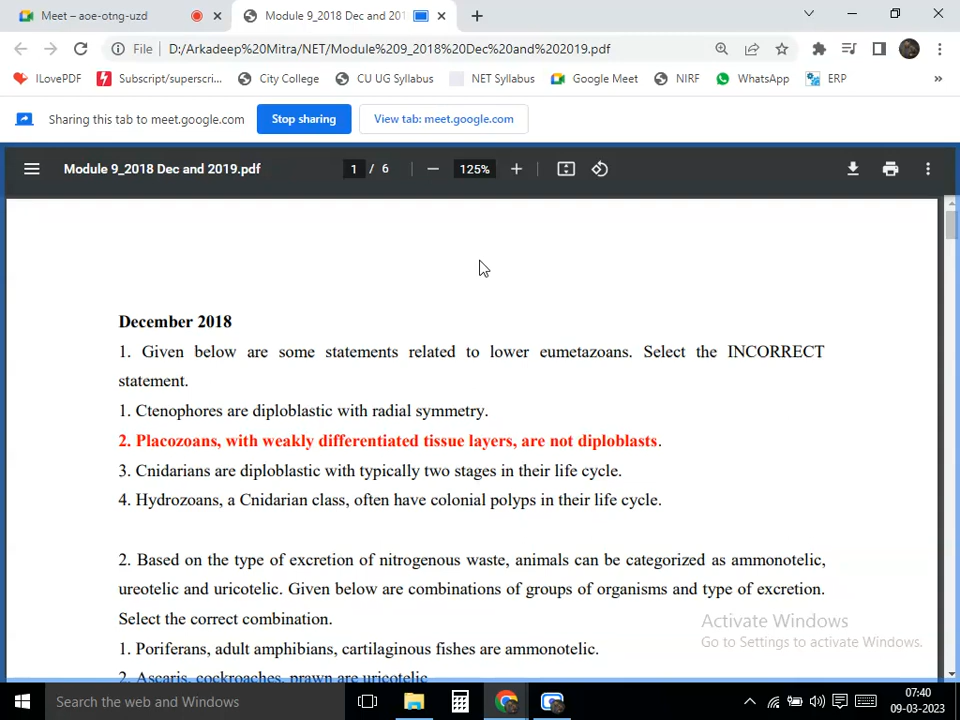 Meet – aoe-otng-uzd
Module 9_2018 Dec and 201
File D:/Arkadeep%20Mitra/NET/Module%209_2018%20Dec%20and%202019.pdf
ILovePDF Subscript/superscri... City College CU UG Syllabus NET Syllabus Google Meet NIRF WhatsApp ERP »
Sharing this tab to meet.google.com Stop sharing View tab: meet.google.com
Module 9_2018 Dec and 2019.pdf 1 / 6 125%
December 2018
1. Given below are some statements related to lower eumetazoans. Select the INCORRECT
statement.
1. Ctenophores are diploblastic with radial symmetry.
2. Placozoans, with weakly differentiated tissue layers, are not diploblasts.
3. Cnidarians are diploblastic with typically two stages in their life cycle.
4. Hydrozoans, a Cnidarian class, often have colonial polyps in their life cycle.
2. Based on the type of excretion of nitrogenous waste, animals can be categorized as ammonotelic,
ureotelic and uricotelic. Given below are combinations of groups of organisms and type of excretion.
Select the correct combination.
Activate Windows
Go to Settings to activate Windows.
1. Poriferans, adult amphibians, cartilaginous fishes are ammonotelic.
2. Ascaris, cockroaches, prawn are uricotelic
Search the web and Windows
07:40
09-03-2023